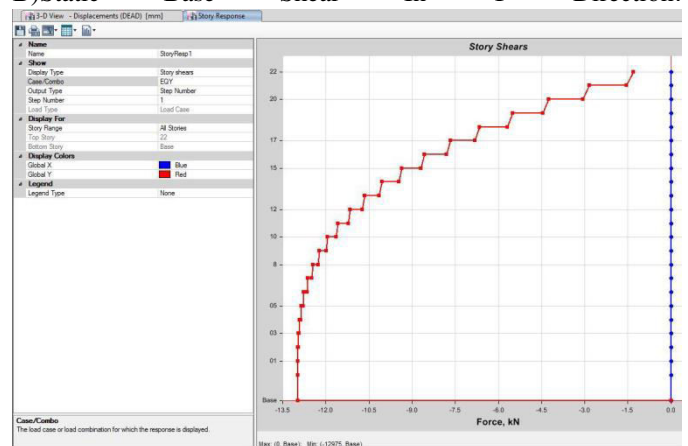 B)Static Base Shear In Y Direction:
3-D View - Displacements (DEAD) [mm] Story Response
Name
Name StoryResp1
Show
Display Type Story shears
Case/Combo EQY
Output Type Step Number
Step Number 1
Load Type Load Case
Display For
Story Range All Stories
Top Story 22
Bottom Story Base
Display Colors
Global X Blue
Global Y Red
Legend
Legend Type None
Case/Combo
The load case or load combination for which the response is displayed.
Story Shears
22
20
17
15
12
10
8
05
03
01
Base
-13.5 -12.0 -10.5 -9.0 -7.5 -6.0 -4.5 -3.0 -1.5 0.0
Force, kN
Max: (0, Base); Min: (-12975, Base)